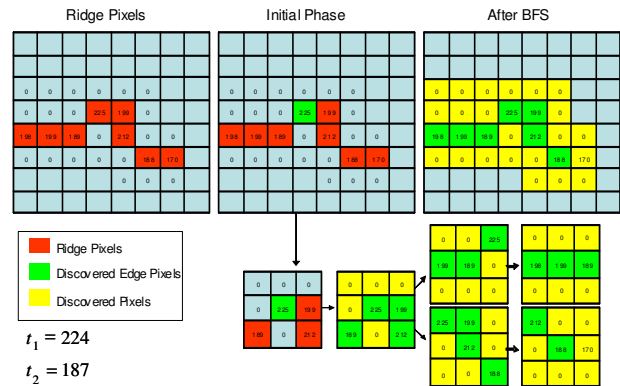 Ridge Pixels Initial Phase After BFS
0 0 0 0 0 0 0 0 0 0 0 0 0 0 0 0 0 0
0 0 0 225 199 0 0 0 0 225 199 0 0 0 0 225 199 0
198 199 189 0 212 0 0 198 199 189 0 212 0 0 198 198 189 0 212 0 0
0 0 0 0 0 188 170 0 0 0 0 0 188 170 0 0 0 0 0 188 170
0 0 0 0 0 0 0 0 0
Ridge Pixels
Discovered Edge Pixels
Discovered Pixels
t1 = 224
t2 = 187
0 0 0
0 225 199
189 0 212
0 0 0
0 225 199
189 0 212
0 0 225
199 189 0
0 0 0
0 0 0
198 199 189
0 0 0
225 199 0
0 212 0
0 0 188
212 0 0
0 188 170
0 0 0